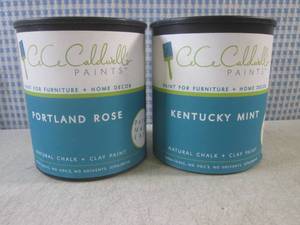 CeCe Caldwell's
PAINTS
PAINT FOR FURNITURE + HOME DECOR
PORTLAND ROSE
NATURAL CHALK + CLAY PAINT
CeCe Caldwell's
PAINTS
PAINT FOR FURNITURE + HOME DECOR
KENTUCKY MINT
NATURAL CHALK + CLAY PAINT